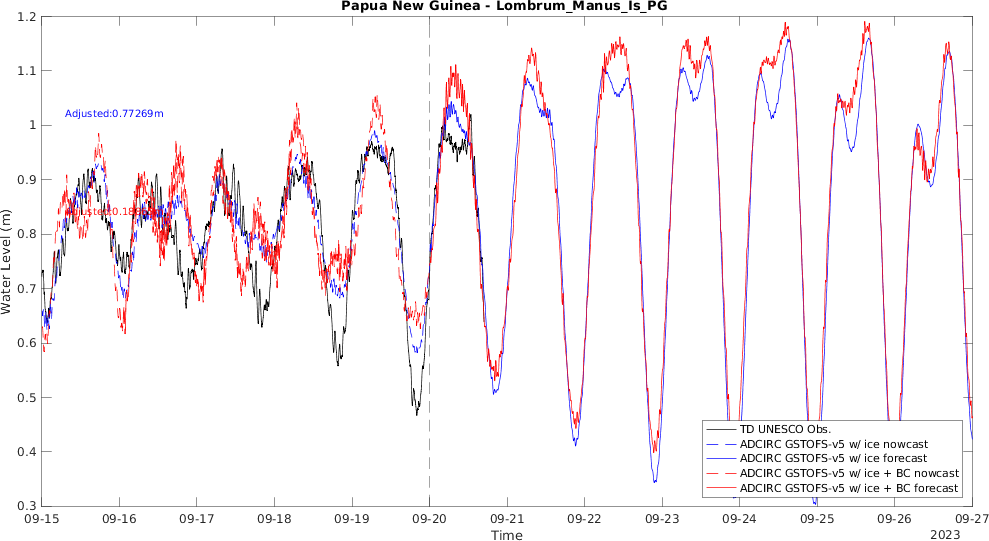 Papua New Guinea - Lombrum_Manus_Is_PG
1.2
1.1
1
0.9
0.8
0.7
0.6
0.5
0.4
0.3
Water Level (m)
Adjusted:0.77269m
TD UNESCO Obs.
ADCIRC GSTOFS-v5 w/ ice nowcast
ADCIRC GSTOFS-v5 w/ ice forecast
ADCIRC GSTOFS-v5 w/ ice + BC nowcast
ADCIRC GSTOFS-v5 w/ ice + BC forecast
09-15 09-16 09-17 09-18 09-19 09-20 09-21 09-22 09-23 09-24 09-25 09-26 09-27
Time
2023